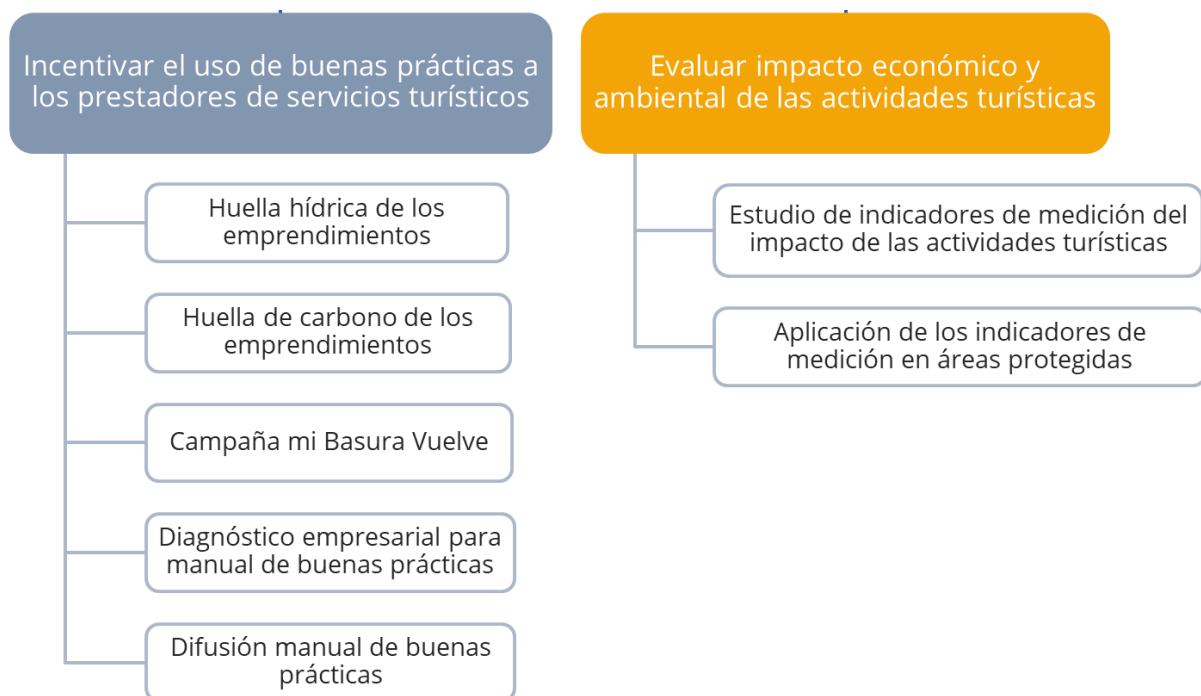 Incentivar el uso de buenas prácticas a
los prestadores de servicios turísticos
Huella hídrica de los
emprendimientos
Huella de carbono de los
emprendimientos
Campaña mi Basura Vuelve
Diagnóstico empresarial para
manual de buenas prácticas
Difusión manual de buenas
prácticas
Evaluar impacto económico y
ambiental de las actividades turísticas
Estudio de indicadores de medición del
impacto de las actividades turísticas
Aplicación de los indicadores de
medición en áreas protegidas